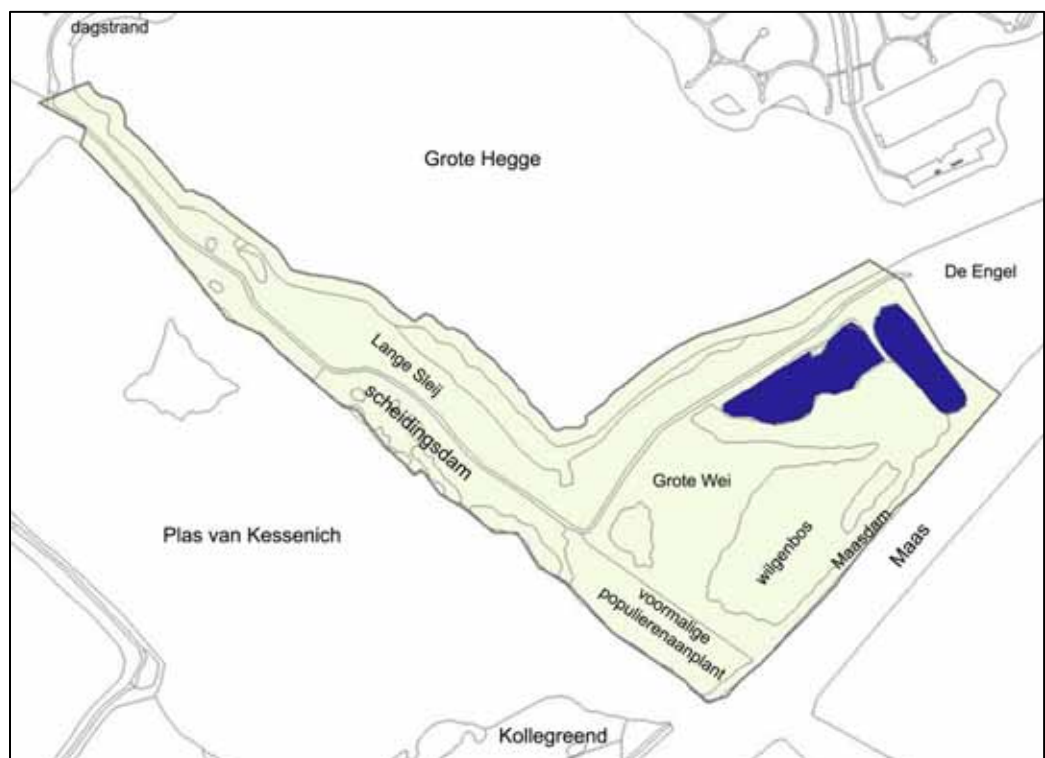 dagstrand
Grote Hegge
De Engel
Lange Sleij
scheidingsdam
Grote Wei
Plas van Kessenich
wilgenbos
Maasdam
Maas
voormalige
populierenaanplant
Kollegreend